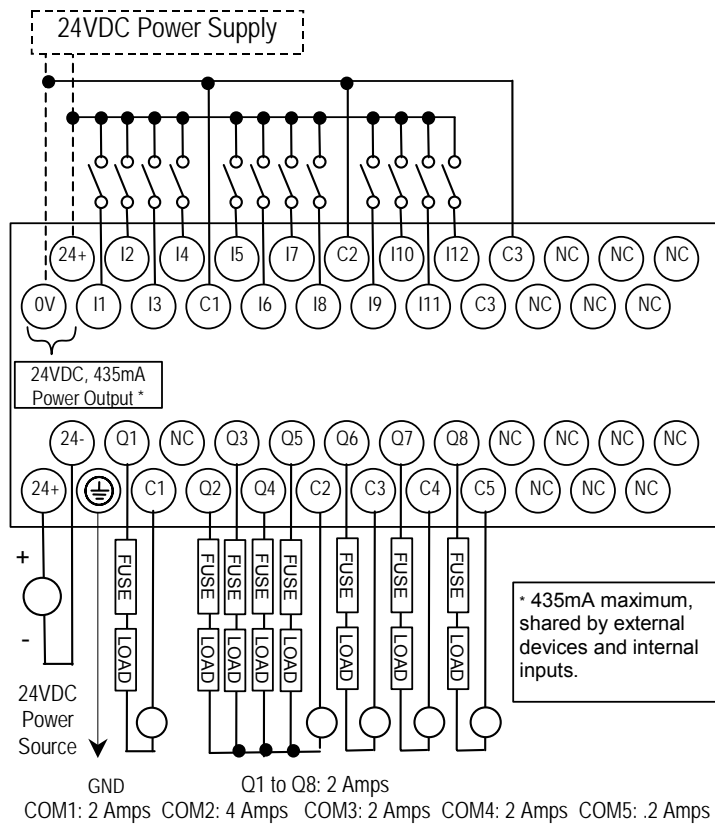 24VDC Power Supply
24+ I2 I4 I5 I7 C2 I10 I12 C3 NC NC NC
0V I1 I3 C1 I6 I8 I9 I11 C3 NC NC NC
24VDC, 435mA
Power Output *
24- Q1 NC Q3 Q5 Q6 Q7 Q8 NC NC NC NC
24+ C1 Q2 Q4 C2 C3 C4 C5 NC NC NC
+
-
FUSE FUSE FUSE FUSE FUSE FUSE FUSE FUSE
LOAD LOAD LOAD LOAD LOAD LOAD LOAD LOAD
* 435mA maximum,
shared by external
devices and internal
inputs.
24VDC
Power
Source
GND
Q1 to Q8: 2 Amps
COM1: 2 Amps COM2: 4 Amps COM3: 2 Amps COM4: 2 Amps COM5: .2 Amps